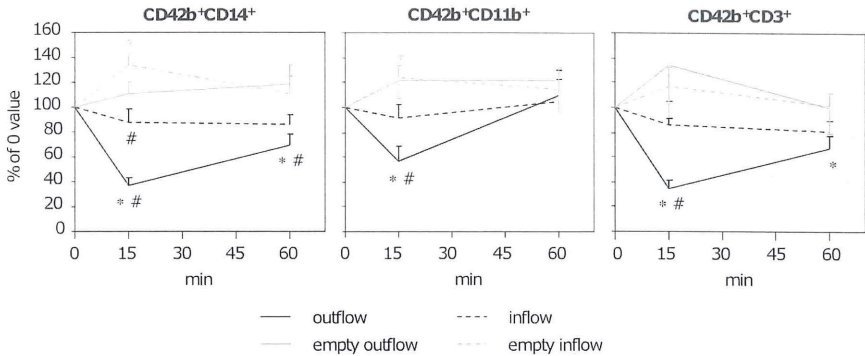 CD42b⁺CD14⁺ CD42b⁺CD11b⁺ CD42b⁺CD3⁺
% of 0 value
160
140
120
100
80
60
40
20
0
#
* #
* #
* #
* #
*
0 15 30 45 60 0 15 30 45 60 0 15 30 45 60
min min min
outflow inflow
empty outflow empty inflow